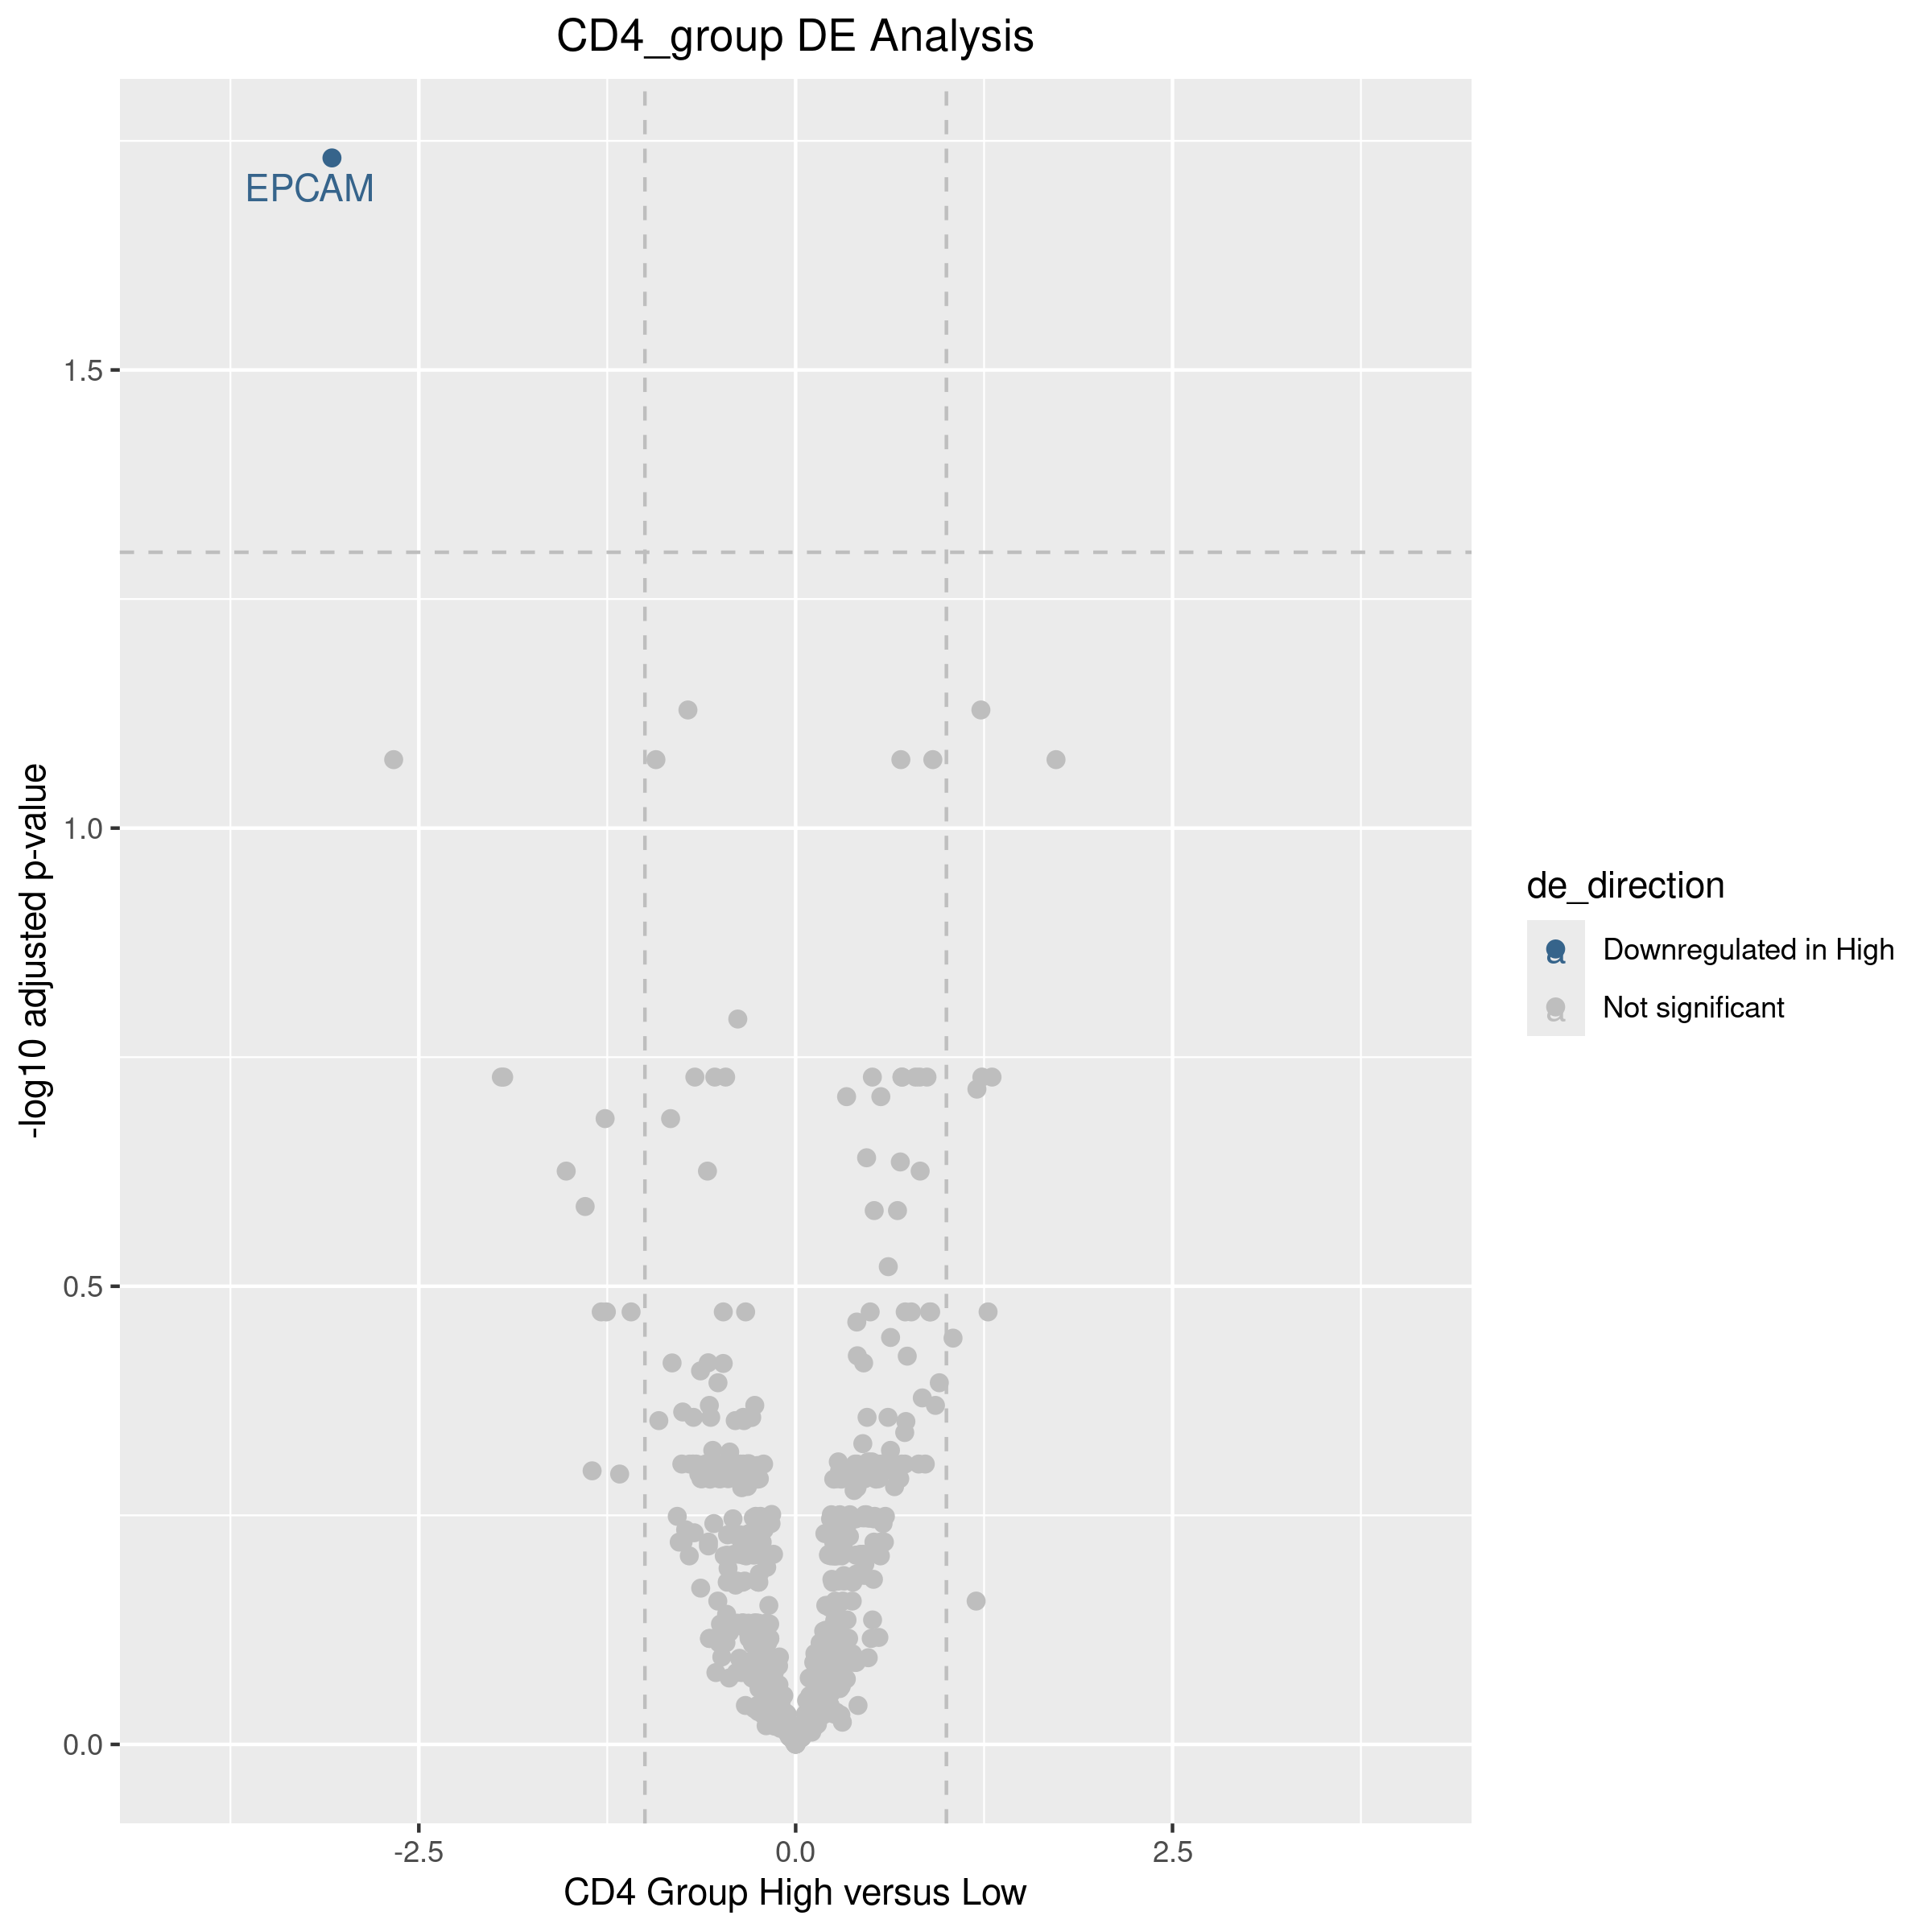 CD4_group DE Analysis
EPCAM
-log10 adjusted p-value
1.5
1.0
0.5
0.0
-2.5
0.0
2.5
CD4 Group High versus Low
de_direction
a Downregulated in High
a Not significant